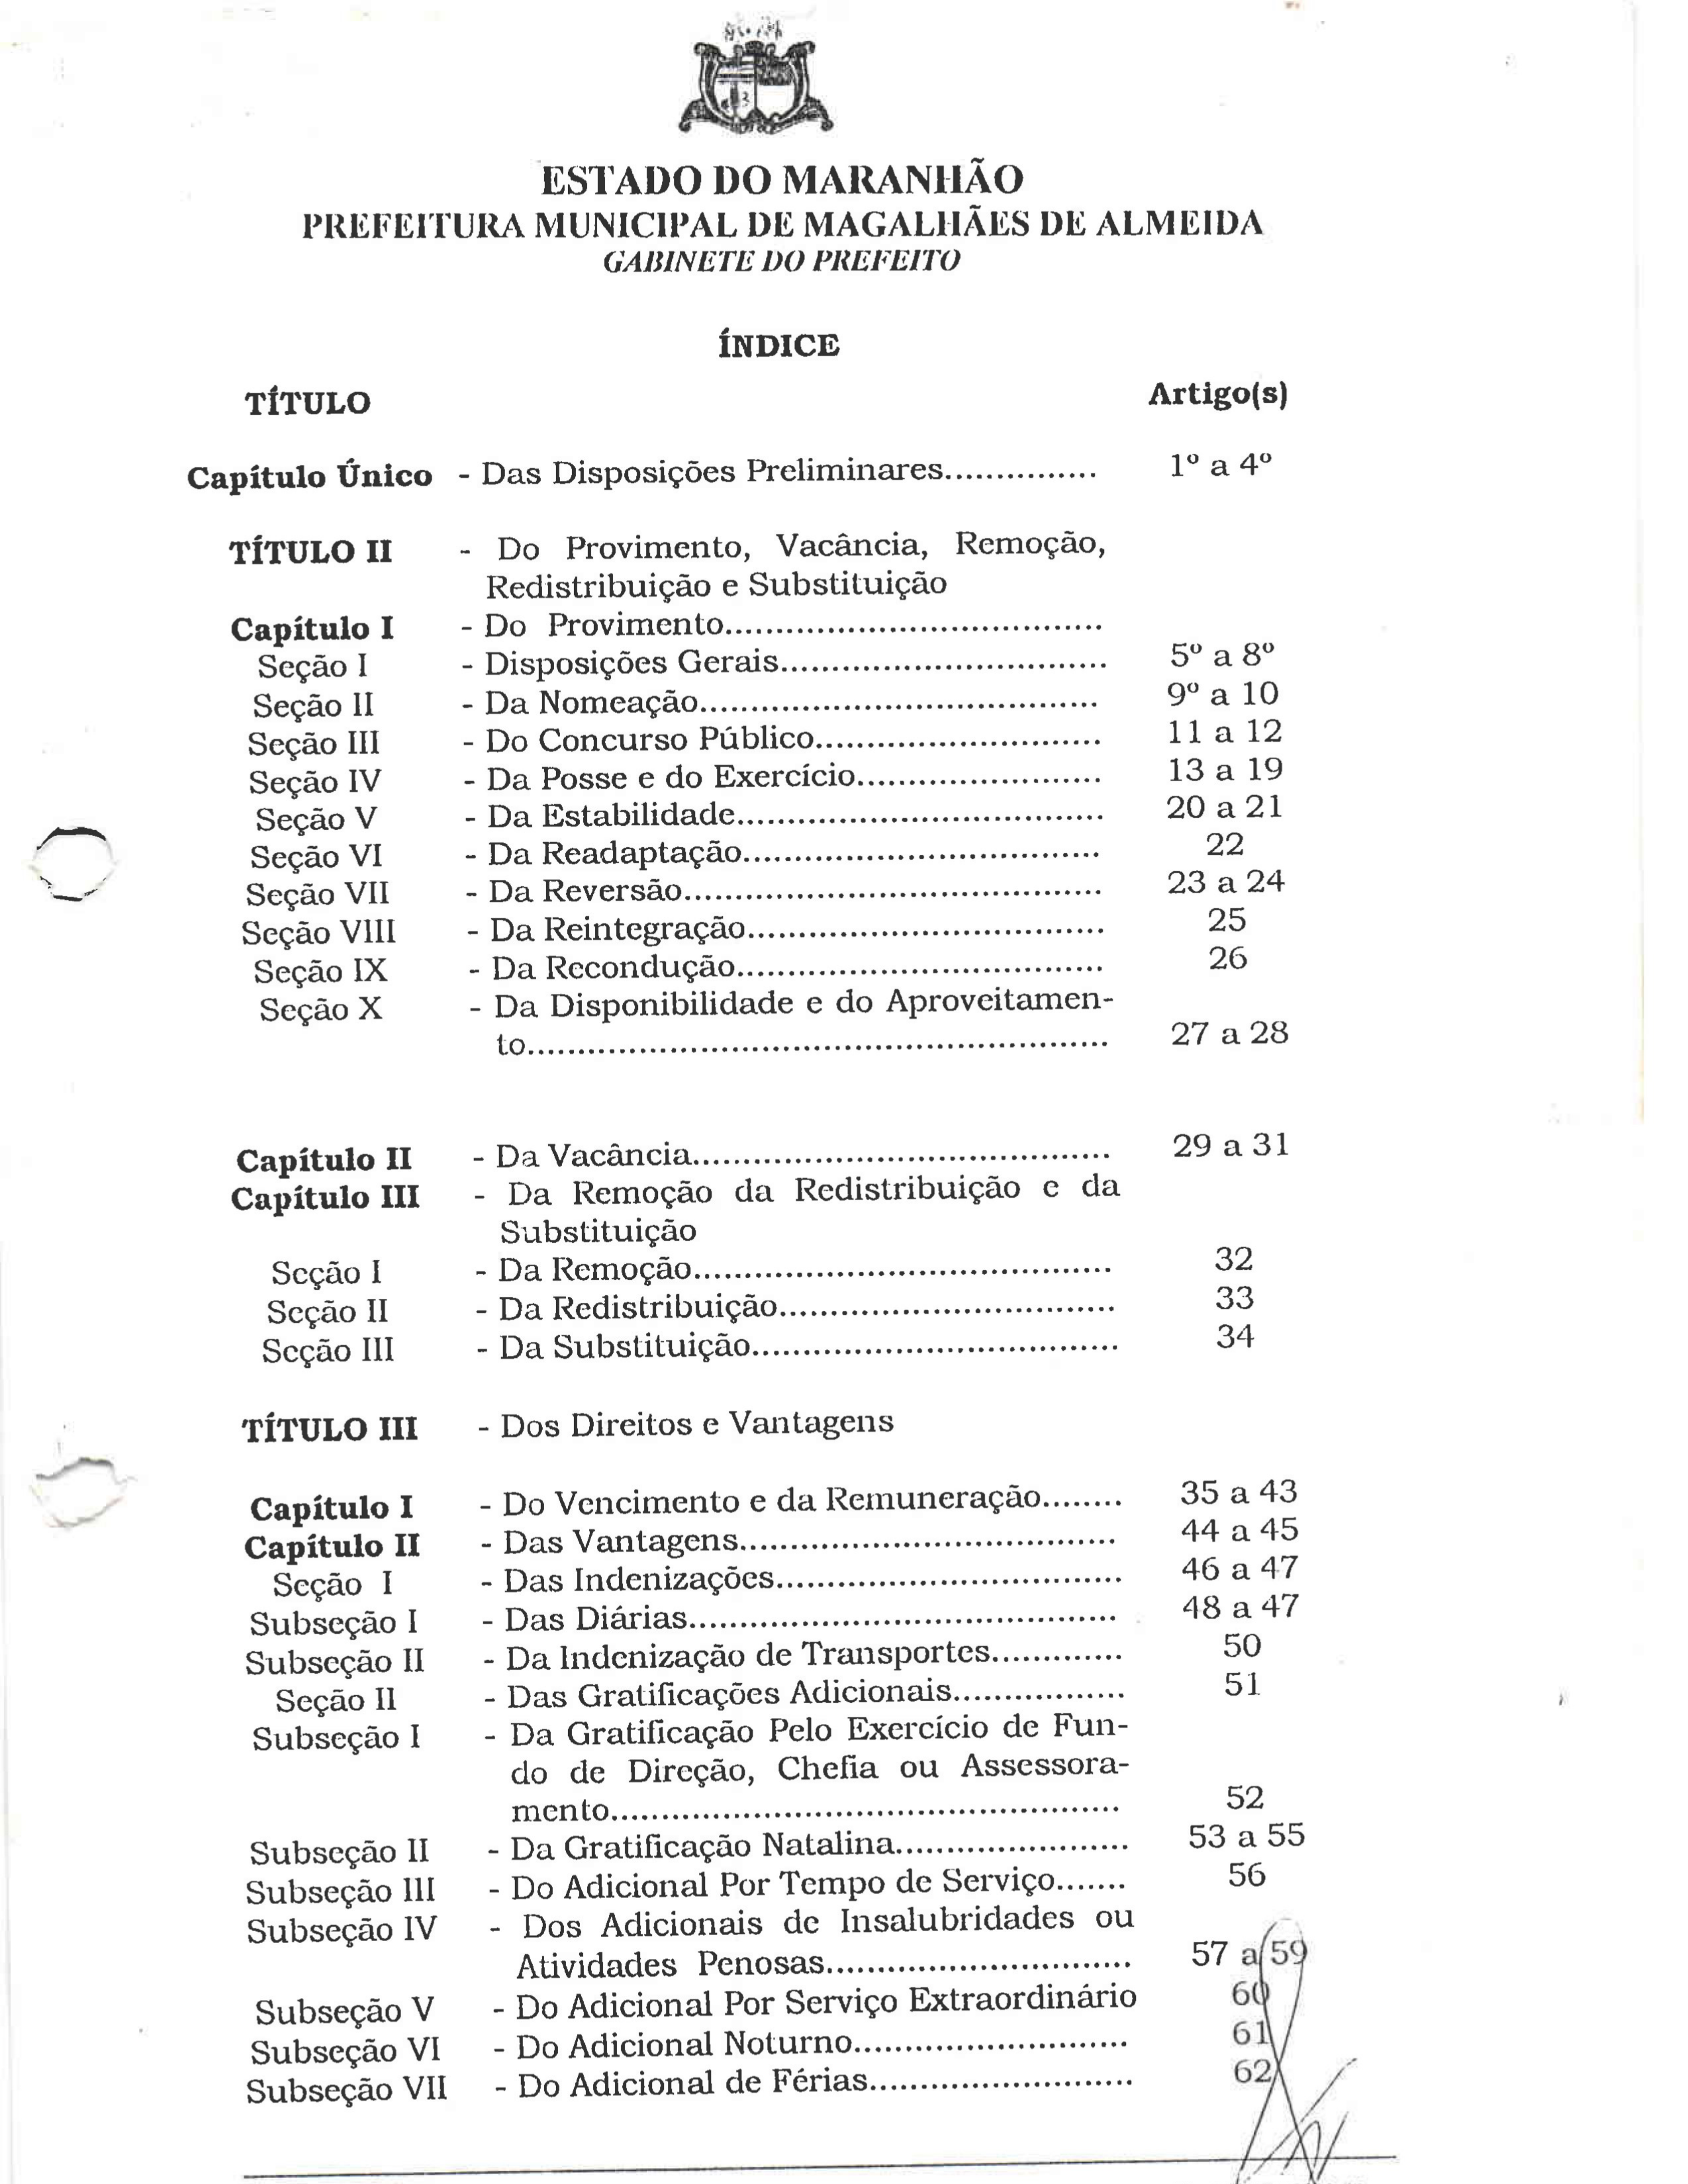 ESTADO DO MARANHÃO
PREFEITURA MUNICIPAL DE MAGALHÃES DE ALMEIDA
GABINETE DO PREFEITO
ÍNDICE
TÍTULO Artigo(s)
Capítulo Único - Das Disposições Preliminares............... 1º a 4º
TÍTULO II - Do Provimento, Vacância, Remoção,
Redistribuição e Substituição
Capítulo I - Do Provimento.....................................
Seção I - Disposições Gerais................................ 5º a 8º
Seção II - Da Nomeação....................................... 9º a 10
Seção III - Do Concurso Público............................ 11 a 12
Seção IV - Da Posse e do Exercício........................ 13 a 19
Seção V - Da Estabilidade.................................... 20 a 21
Seção VI - Da Readaptação................................... 22
Seção VII - Da Reversão......................................... 23 a 24
Seção VIII - Da Reintegração................................... 25
Seção IX - Da Recondução.................................... 26
Seção X - Da Disponibilidade e do Aproveitamen-
to......................................................... 27 a 28
Capítulo II - Da Vacância......................................... 29 a 31
Capítulo III - Da Remoção da Redistribuição e da
Substituição
Seção I - Da Remoção......................................... 32
Seção II - Da Redistribuição................................. 33
Seção III - Da Substituição.................................... 34
TÍTULO III - Dos Direitos e Vantagens
Capítulo I - Do Vencimento e da Remuneração........ 35 a 43
Capítulo II - Das Vantagens..................................... 44 a 45
Seção I - Das Indenizações.................................. 46 a 47
Subseção I - Das Diárias.......................................... 48 a 47
Subseção II - Da Indenização de Transportes............. 50
Seção II - Das Gratificações Adicionais................. 51
Subseção I - Da Gratificação Pelo Exercício de Fun-
do de Direção, Chefia ou Assessora-
mento.................................................. 52
Subseção II - Da Gratificação Natalina....................... 53 a 55
Subseção III - Do Adicional Por Tempo de Serviço....... 56
Subseção IV - Dos Adicionais de Insalubridades ou
Atividades Penosas.............................. 57 a 59
Subseção V - Do Adicional Por Serviço Extraordinário 60
Subseção VI - Do Adicional Noturno........................... 61
Subseção VII - Do Adicional de Férias.......................... 62